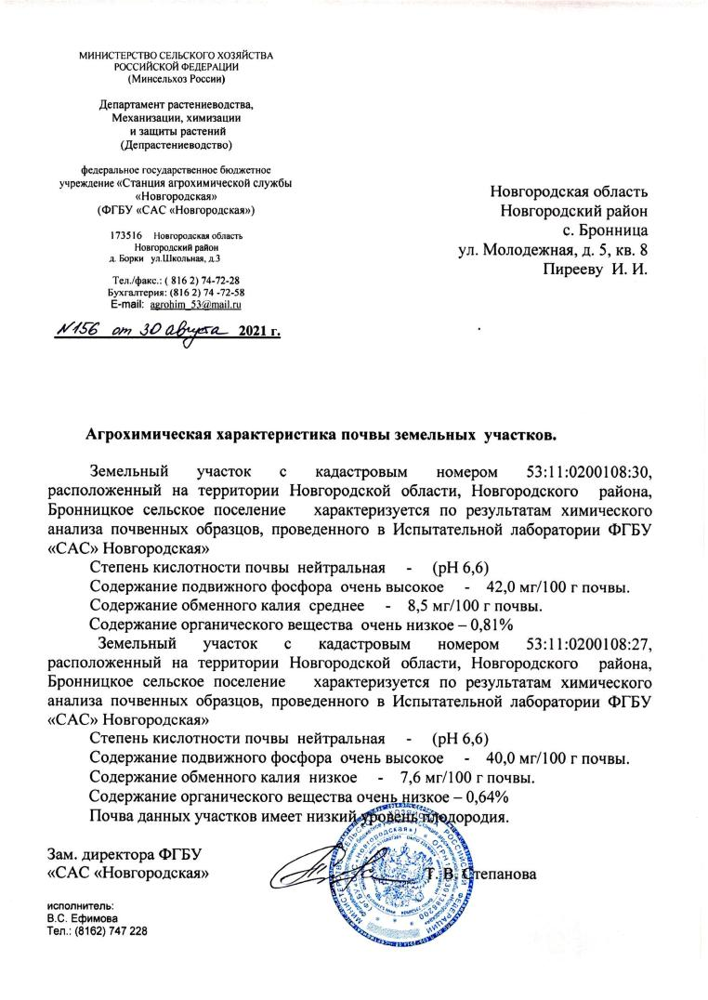 МИНИСТЕРСТВО СЕЛЬСКОГО ХОЗЯЙСТВА
РОССИЙСКОЙ ФЕДЕРАЦИИ
(Минсельхоз России)
Департамент растениеводства,
Механизации, химизации
и защиты растений
(Депрастениеводство)
федеральное государственное бюджетное
учреждение «Станция агрохимической службы
«Новгородская»
(ФГБУ «САС «Новгородская»)
173516 Новгородская область
Новгородский район
д. Борки ул.Школьная, д.3
Тел./факс.: ( 816 2) 74-72-28
Бухгалтерия: (816 2) 74 -72-58
E-mail: agrohim_53@mail.ru
№156 от 30 августа 2021 г.
Новгородская область
Новгородский район
с. Бронница
ул. Молодежная, д. 5, кв. 8
Пирееву И. И.
Агрохимическая характеристика почвы земельных участков.
Земельный участок с кадастровым номером 53:11:0200108:30,
расположенный на территории Новгородской области, Новгородского района,
Бронницкое сельское поселение характеризуется по результатам химического
анализа почвенных образцов, проведенного в Испытательной лаборатории ФГБУ
«САС» Новгородская»
Степень кислотности почвы нейтральная - (pH 6,6)
Содержание подвижного фосфора очень высокое - 42,0 мг/100 г почвы.
Содержание обменного калия среднее - 8,5 мг/100 г почвы.
Содержание органического вещества очень низкое – 0,81%
Земельный участок с кадастровым номером 53:11:0200108:27,
расположенный на территории Новгородской области, Новгородского района,
Бронницкое сельское поселение характеризуется по результатам химического
анализа почвенных образцов, проведенного в Испытательной лаборатории ФГБУ
«САС» Новгородская»
Степень кислотности почвы нейтральная - (pH 6,6)
Содержание подвижного фосфора очень высокое - 40,0 мг/100 г почвы.
Содержание обменного калия низкое - 7,6 мг/100 г почвы.
Содержание органического вещества очень низкое – 0,64%
Почва данных участков имеет низкий уровень плодородия.
Зам. директора ФГБУ
«САС «Новгородская»
Т. В. Степанова
исполнитель:
В.С. Ефимова
Тел.: (8162) 747 228